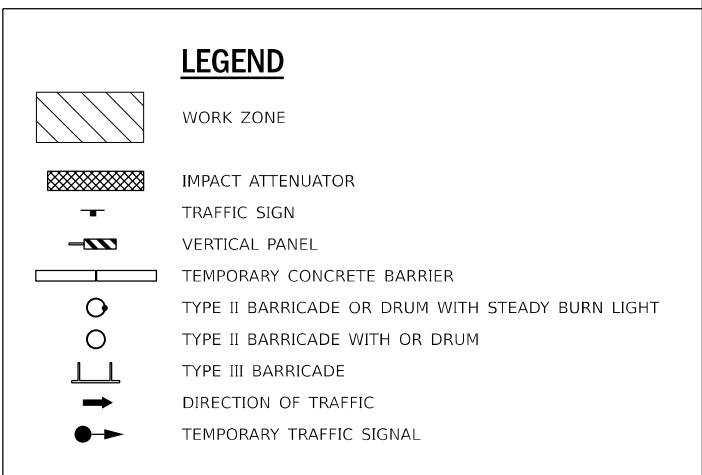 LEGEND
WORK ZONE
IMPACT ATTENUATOR
TRAFFIC SIGN
VERTICAL PANEL
TEMPORARY CONCRETE BARRIER
TYPE II BARRICADE OR DRUM WITH STEADY BURN LIGHT
TYPE II BARRICADE WITH OR DRUM
TYPE III BARRICADE
DIRECTION OF TRAFFIC
TEMPORARY TRAFFIC SIGNAL